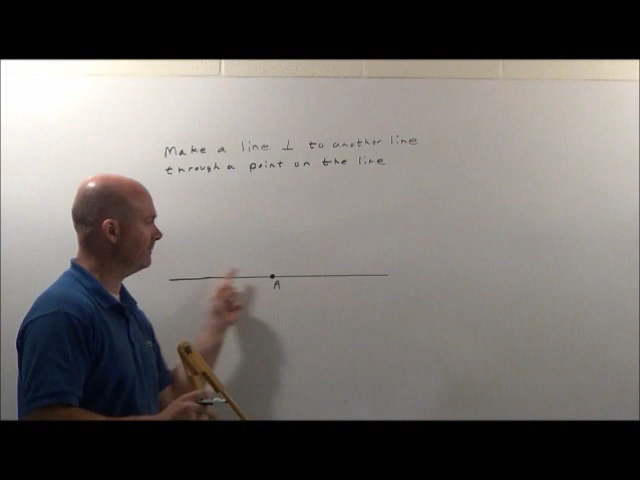 Make a line ⊥ to another line
through a point on the line
A